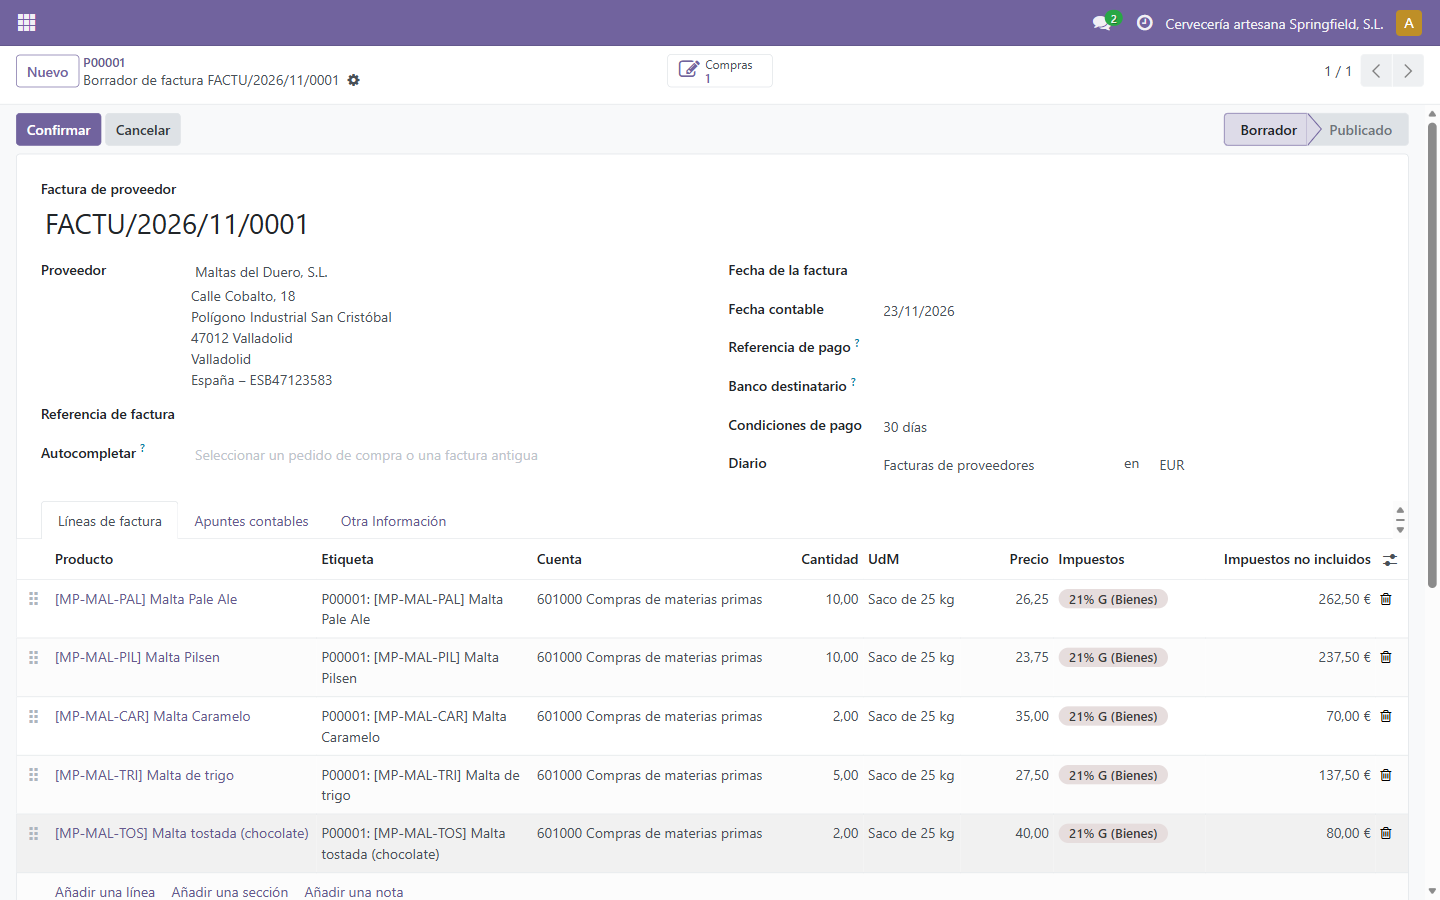 2
Cervecería artesana Springfield, S.L.
A
Nuevo
P00001
Borrador de factura FACTU/2026/11/0001
Compras
1
1 / 1
Confirmar
Cancelar
Borrador
Publicado
Factura de proveedor
FACTU/2026/11/0001
Proveedor
Maltas del Duero, S.L.
Calle Cobalto, 18
Polígono Industrial San Cristóbal
47012 Valladolid
Valladolid
España – ESB47123583
Referencia de factura
Autocompletar ?
Seleccionar un pedido de compra o una factura antigua
Fecha de la factura
Fecha contable 23/11/2026
Referencia de pago ?
Banco destinatario ?
Condiciones de pago 30 días
Diario Facturas de proveedores en EUR
Líneas de factura Apuntes contables Otra Información
Producto Etiqueta Cuenta Cantidad UdM Precio Impuestos Impuestos no incluidos
[MP-MAL-PAL] Malta Pale Ale P00001: [MP-MAL-PAL] Malta 601000 Compras de materias primas 10,00 Saco de 25 kg 26,25 21% G (Bienes) 262,50 €
Pale Ale
[MP-MAL-PIL] Malta Pilsen P00001: [MP-MAL-PIL] Malta 601000 Compras de materias primas 10,00 Saco de 25 kg 23,75 21% G (Bienes) 237,50 €
Pilsen
[MP-MAL-CAR] Malta Caramelo P00001: [MP-MAL-CAR] Malta 601000 Compras de materias primas 2,00 Saco de 25 kg 35,00 21% G (Bienes) 70,00 €
Caramelo
[MP-MAL-TRI] Malta de trigo P00001: [MP-MAL-TRI] Malta de 601000 Compras de materias primas 5,00 Saco de 25 kg 27,50 21% G (Bienes) 137,50 €
trigo
[MP-MAL-TOS] Malta tostada (chocolate) P00001: [MP-MAL-TOS] Malta 601000 Compras de materias primas 2,00 Saco de 25 kg 40,00 21% G (Bienes) 80,00 €
tostada (chocolate)
Añadir una línea Añadir una sección Añadir una nota